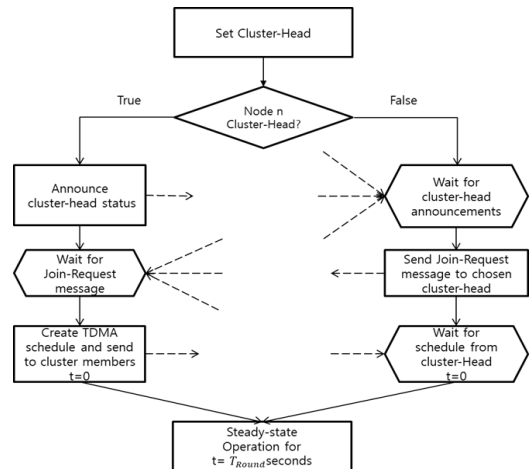 Set Cluster-Head
True
False
Node n
Cluster-Head?
Announce
cluster-head status
Wait for
cluster-head
announcements
Wait for
Join-Request
message
Send Join-Request
message to chosen
cluster-head
Create TDMA
schedule and send
to cluster members
t=0
Wait for
schedule from
cluster-Head
t=0
Steady-state
Operation for
t= T_Round seconds